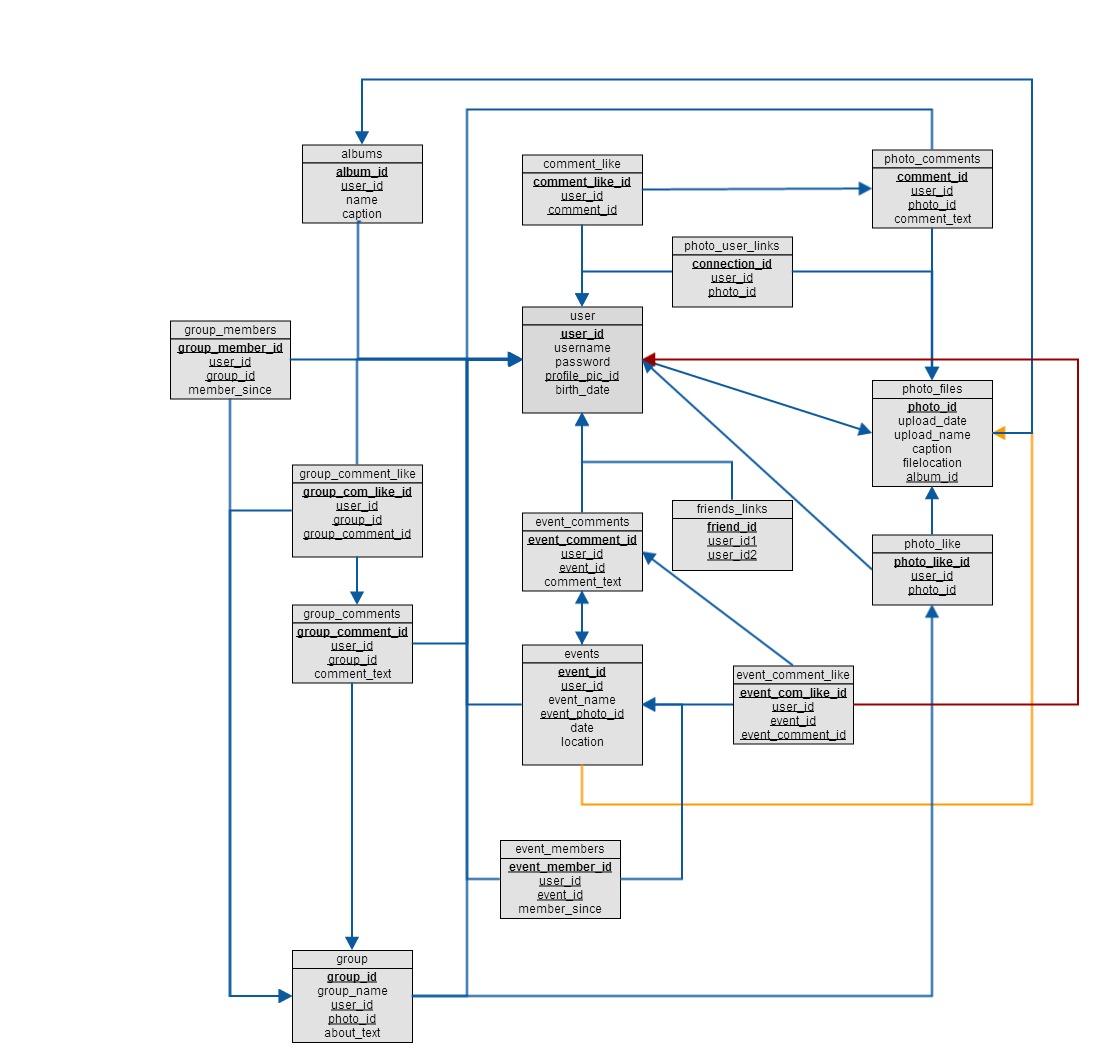 albums
album_id
user_id
name
caption
comment_like
comment_like_id
user_id
comment_id
photo_comments
comment_id
user_id
photo_id
comment_text
photo_user_links
connection_id
user_id
photo_id
group_members
group_member_id
user_id
group_id
member_since
user
user_id
username
password
profile_pic_id
birth_date
photo_files
photo_id
upload_date
upload_name
caption
filelocation
album_id
group_comment_like
group_com_like_id
user_id
group_id
group_comment_id
event_comments
event_comment_id
user_id
event_id
comment_text
friends_links
friend_id
user_id1
user_id2
photo_like
photo_like_id
user_id
photo_id
group_comments
group_comment_id
user_id
group_id
comment_text
events
event_id
user_id
event_name
event_photo_id
date
location
event_comment_like
event_com_like_id
user_id
event_id
event_comment_id
event_members
event_member_id
user_id
event_id
member_since
group
group_id
group_name
user_id
photo_id
about_text